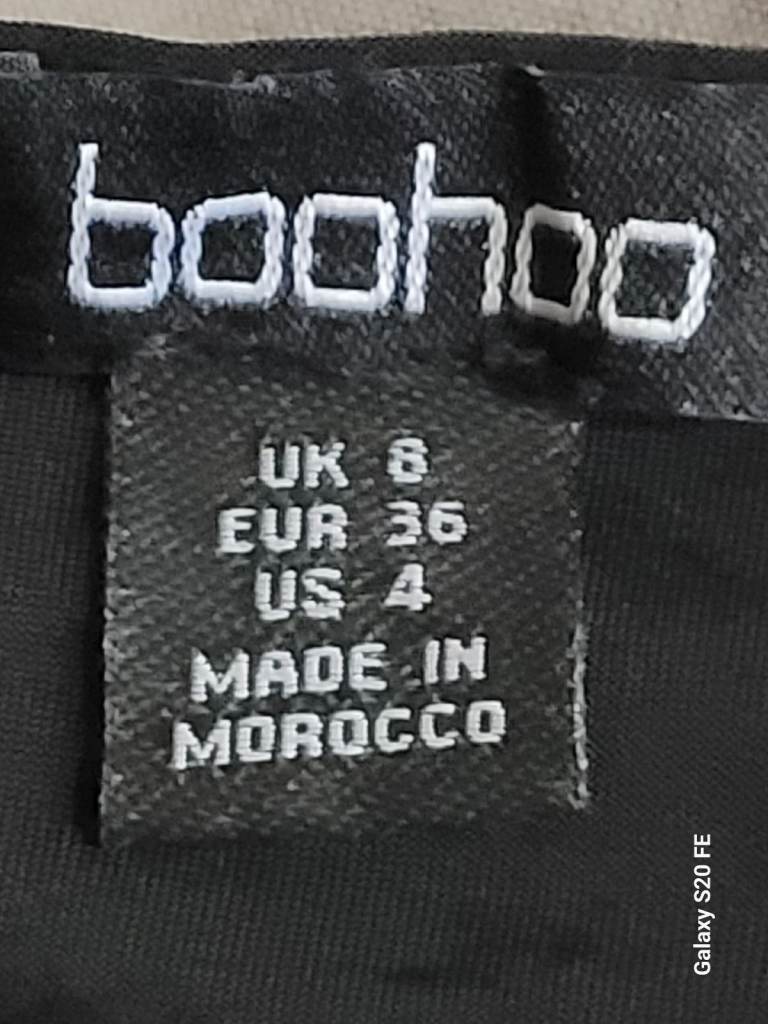 boohoo
UK 8
EUR 36
US 4
MADE IN
MOROCCO
Galaxy S20 FE